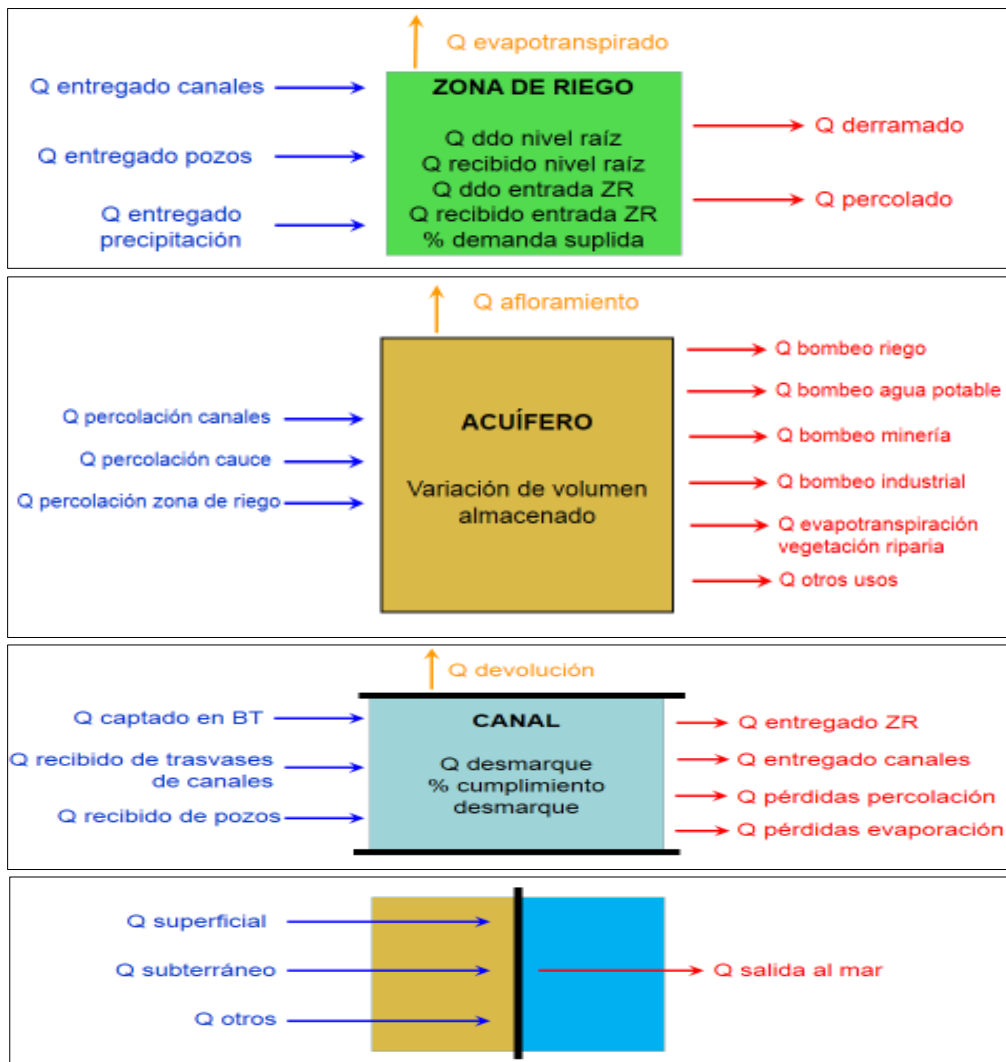 Q evapotranspirado
Q entregado canales
Q entregado pozos
Q entregado
precipitación
ZONA DE RIEGO
Q ddo nivel raíz
Q recibido nivel raíz
Q ddo entrada ZR
Q recibido entrada ZR
% demanda suplida
Q derramado
Q percolado
Q afloramiento
Q percolación canales
Q percolación cauce
Q percolación zona de riego
ACUÍFERO
Variación de volumen
almacenado
Q bombeo riego
Q bombeo agua potable
Q bombeo minería
Q bombeo industrial
Q evapotranspiración
vegetación riparia
Q otros usos
Q devolución
Q captado en BT
Q recibido de trasvases
de canales
Q recibido de pozos
CANAL
Q desmarque
% cumplimiento
desmarque
Q entregado ZR
Q entregado canales
Q pérdidas percolación
Q pérdidas evaporación
Q superficial
Q subterráneo
Q otros
Q salida al mar